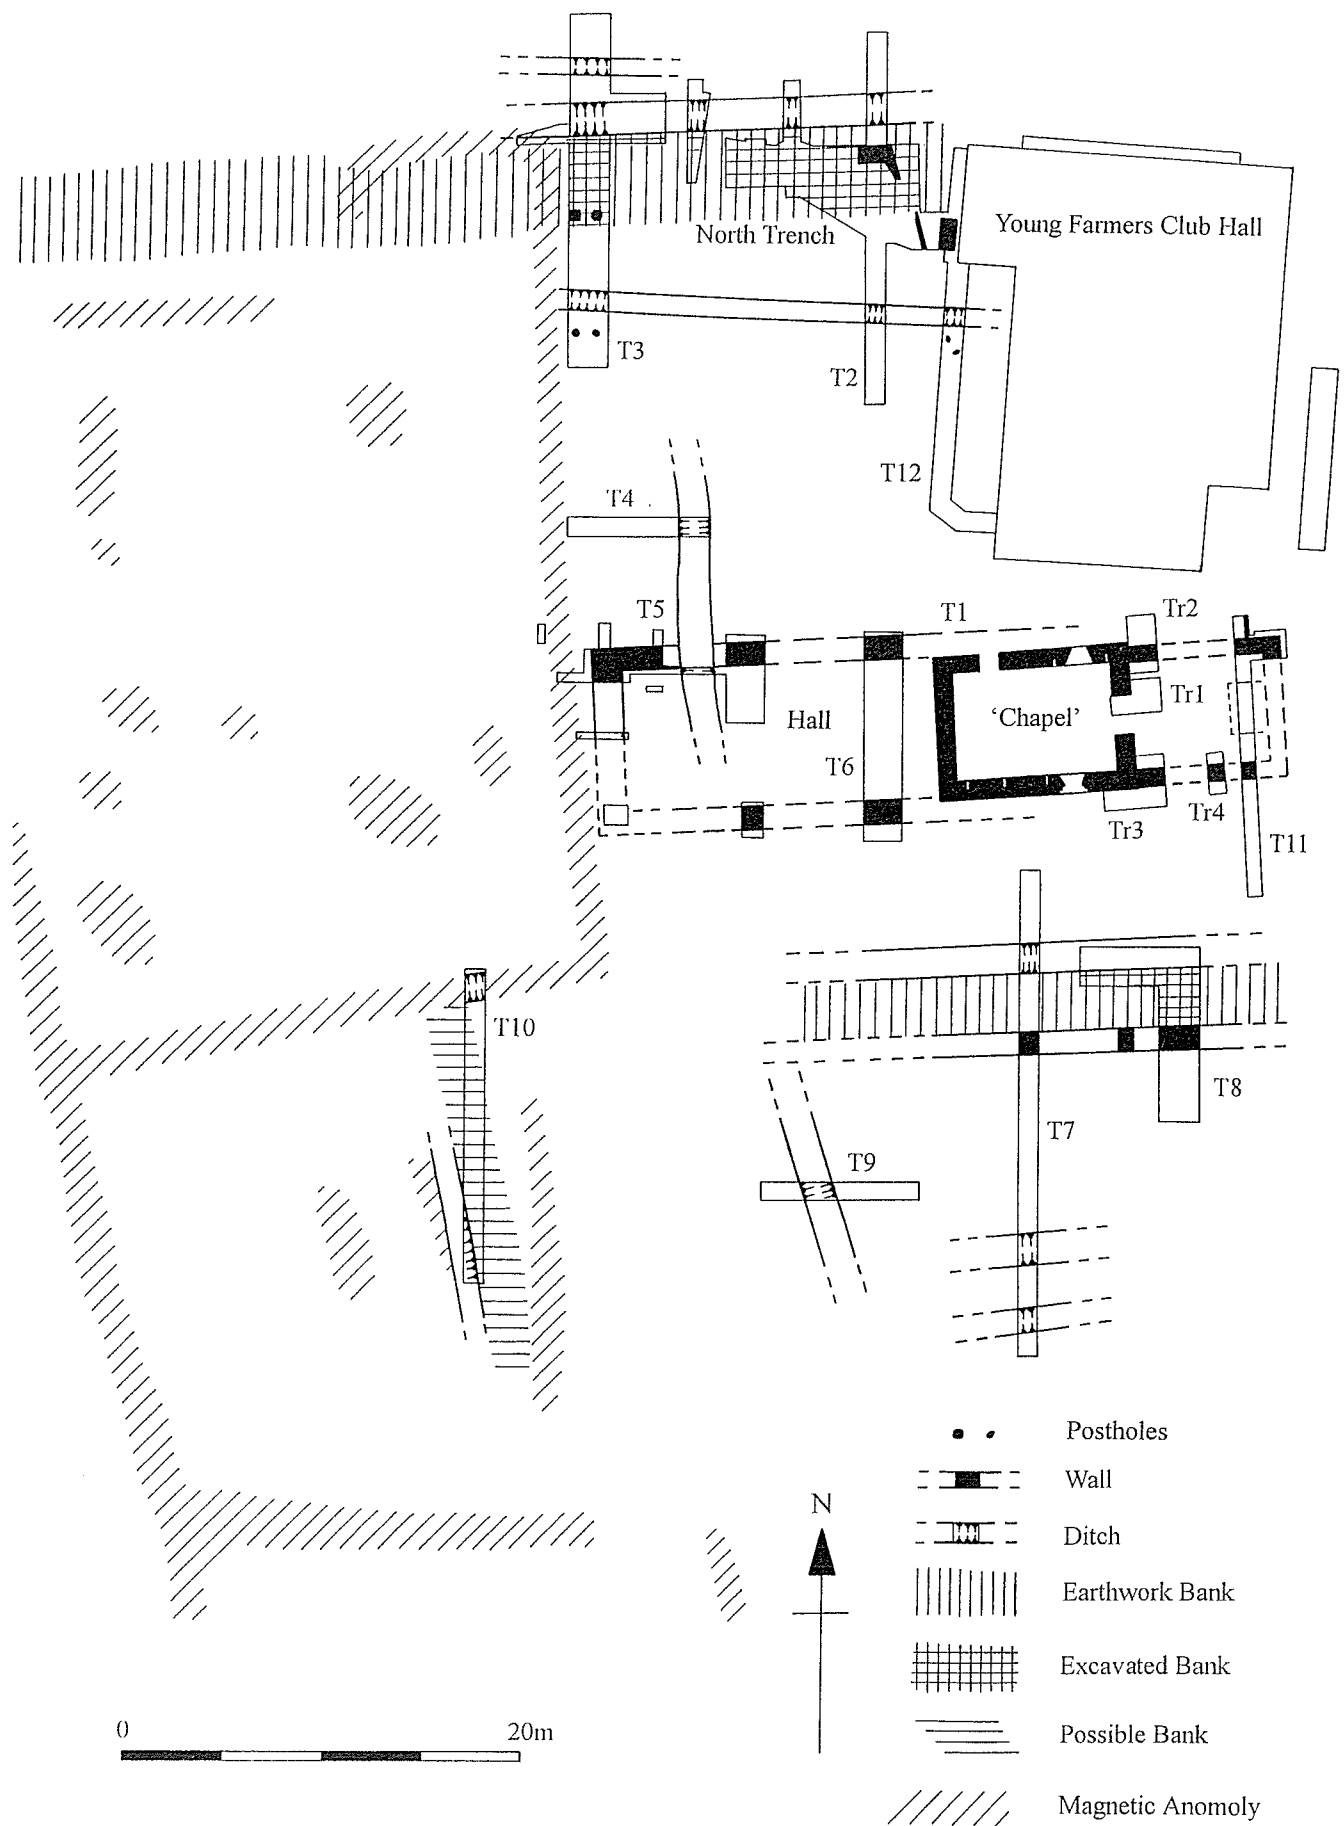 North Trench
Young Farmers Club Hall
T3
T2
T12
T4
T5
T1
Tr2
Tr1
Hall
'Chapel'
T6
Tr4
Tr3
T11
T10
T8
T7
T9
Postholes
N
Wall
Ditch
Earthwork Bank
Excavated Bank
0
20m
Possible Bank
Magnetic Anomoly